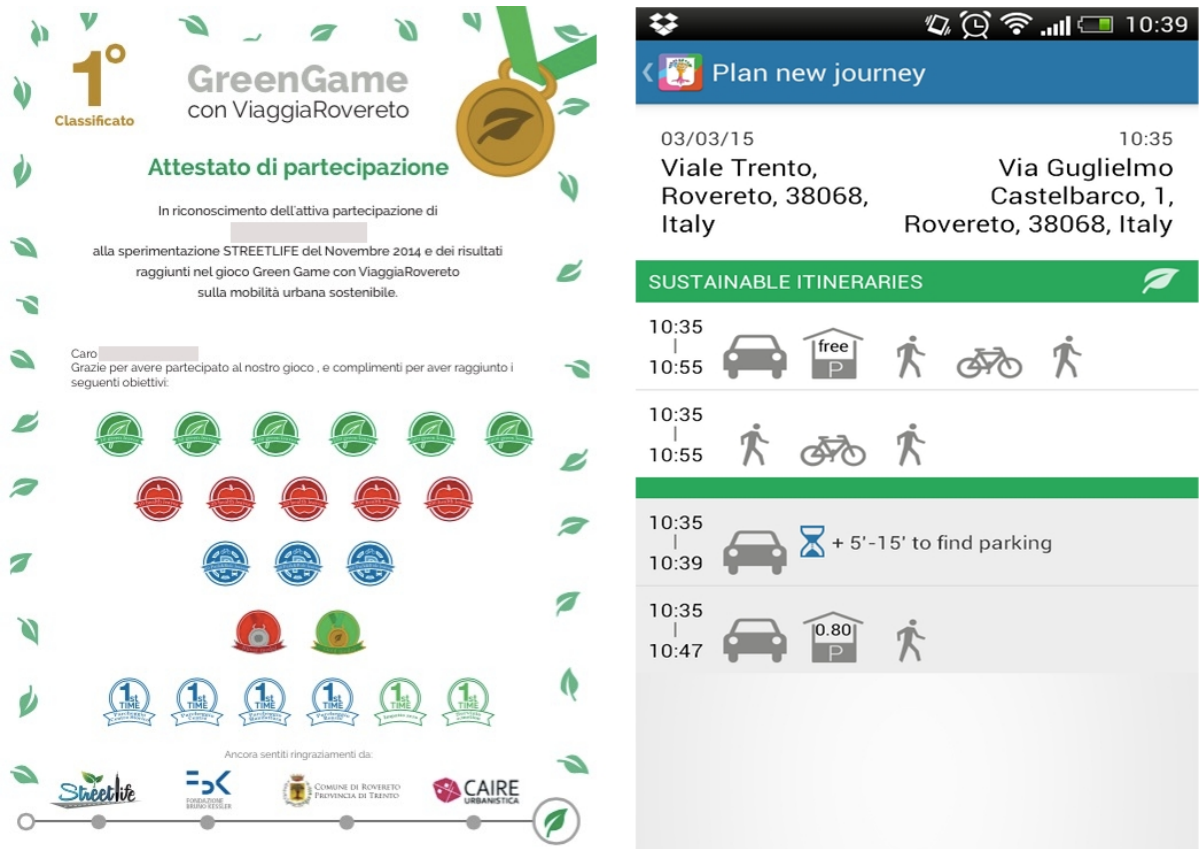 1°
Classificato
GreenGame
con ViaggiaRovereto
Attestato di partecipazione
In riconoscimento dell'attiva partecipazione di
alla sperimentazione STREETLIFE del Novembre 2014 e dei risultati
raggiunti nel gioco Green Game con ViaggiaRovereto
sulla mobilità urbana sostenibile.
Caro
Grazie per avere partecipato al nostro gioco , e complimenti per aver raggiunto i
seguenti obiettivi:
1st TIME
1st TIME
1st TIME
1st TIME
1st TIME
1st TIME
Ancora sentiti ringraziamenti da:
Streetlife
FBK
FONDAZIONE
BRUNO KESSLER
COMUNE DI ROVERETO
PROVINCIA DI TRENTO
CAIRE
URBANISTICA
10:39
Plan new journey
03/03/15
10:35
Viale Trento,
Rovereto, 38068,
Italy
Via Guglielmo
Castelbarco, 1,
Rovereto, 38068, Italy
SUSTAINABLE ITINERARIES
10:35
10:55
free
P
10:35
10:55
10:35
10:39
+ 5'-15' to find parking
10:35
10:47
0.80
P